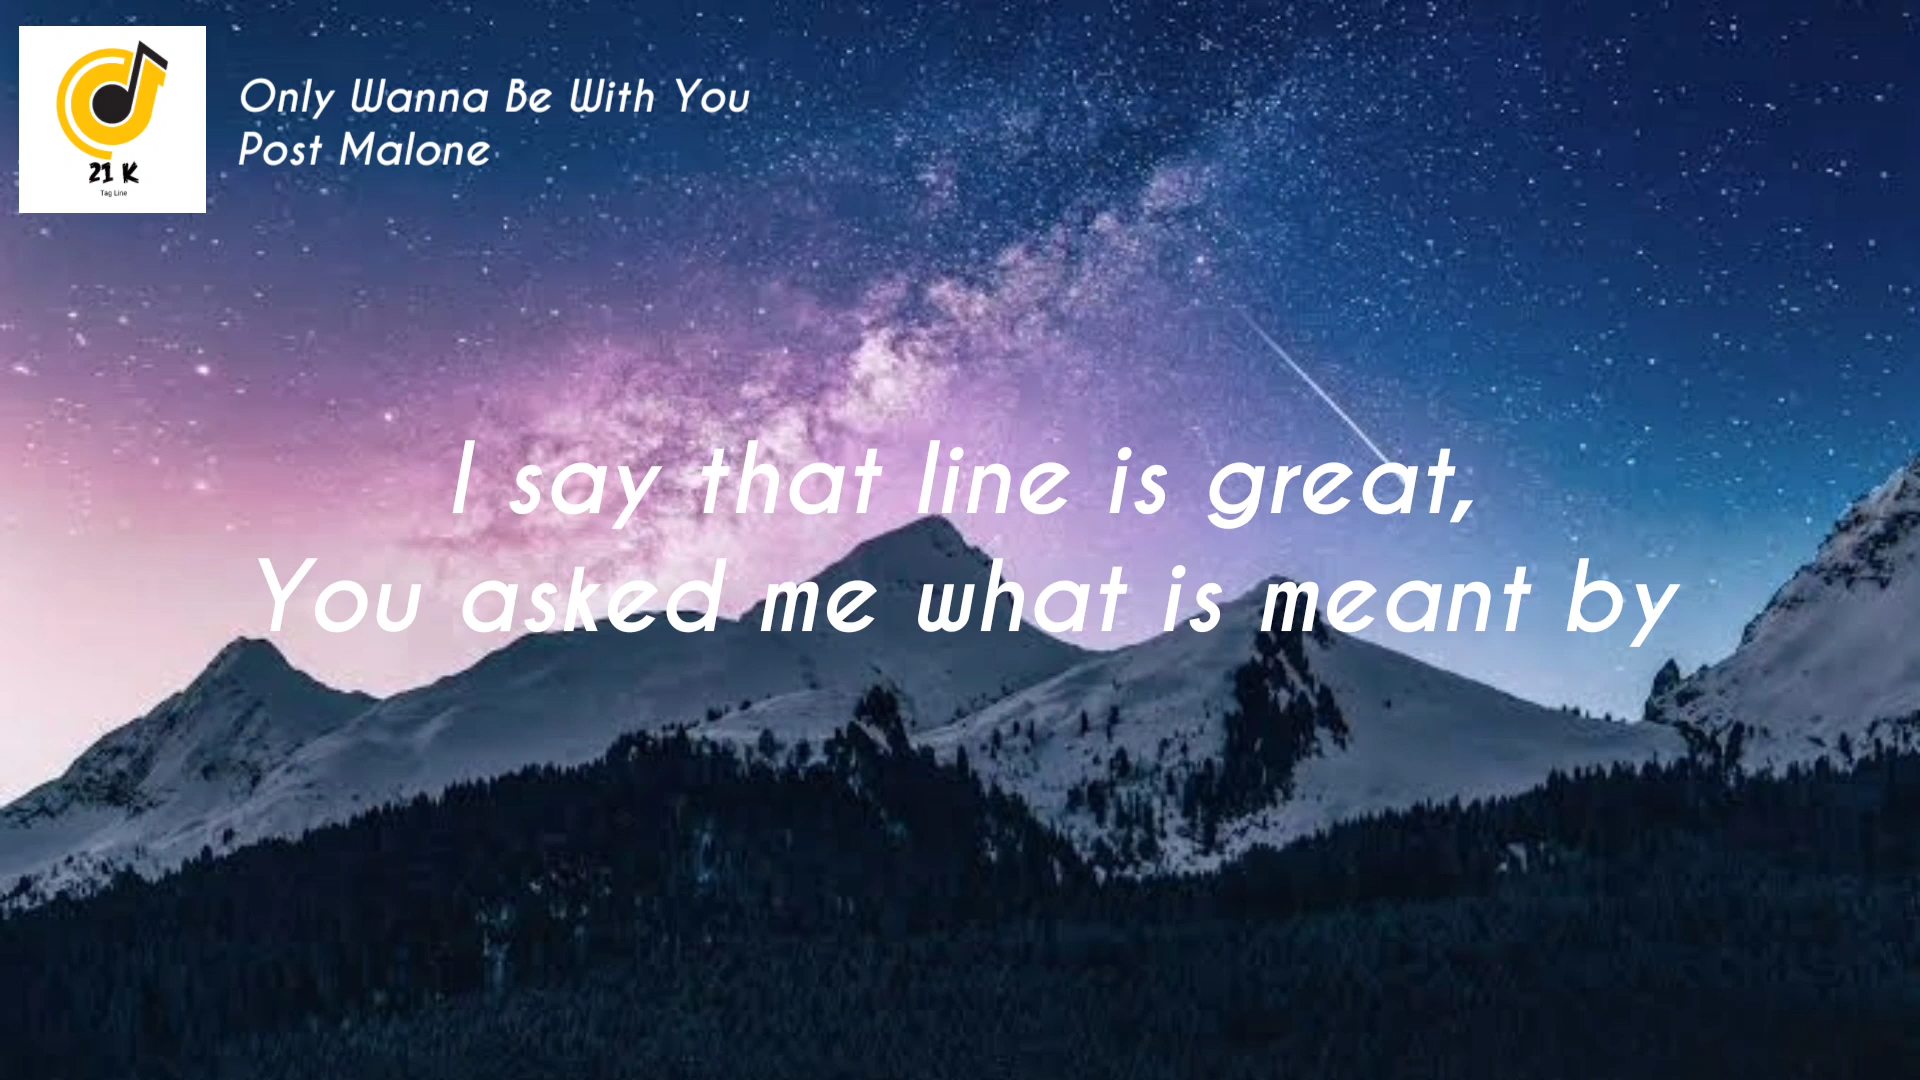 21 K
Tag Line
Only Wanna Be With You
Post Malone
I say that line is great,
You asked me what is meant by